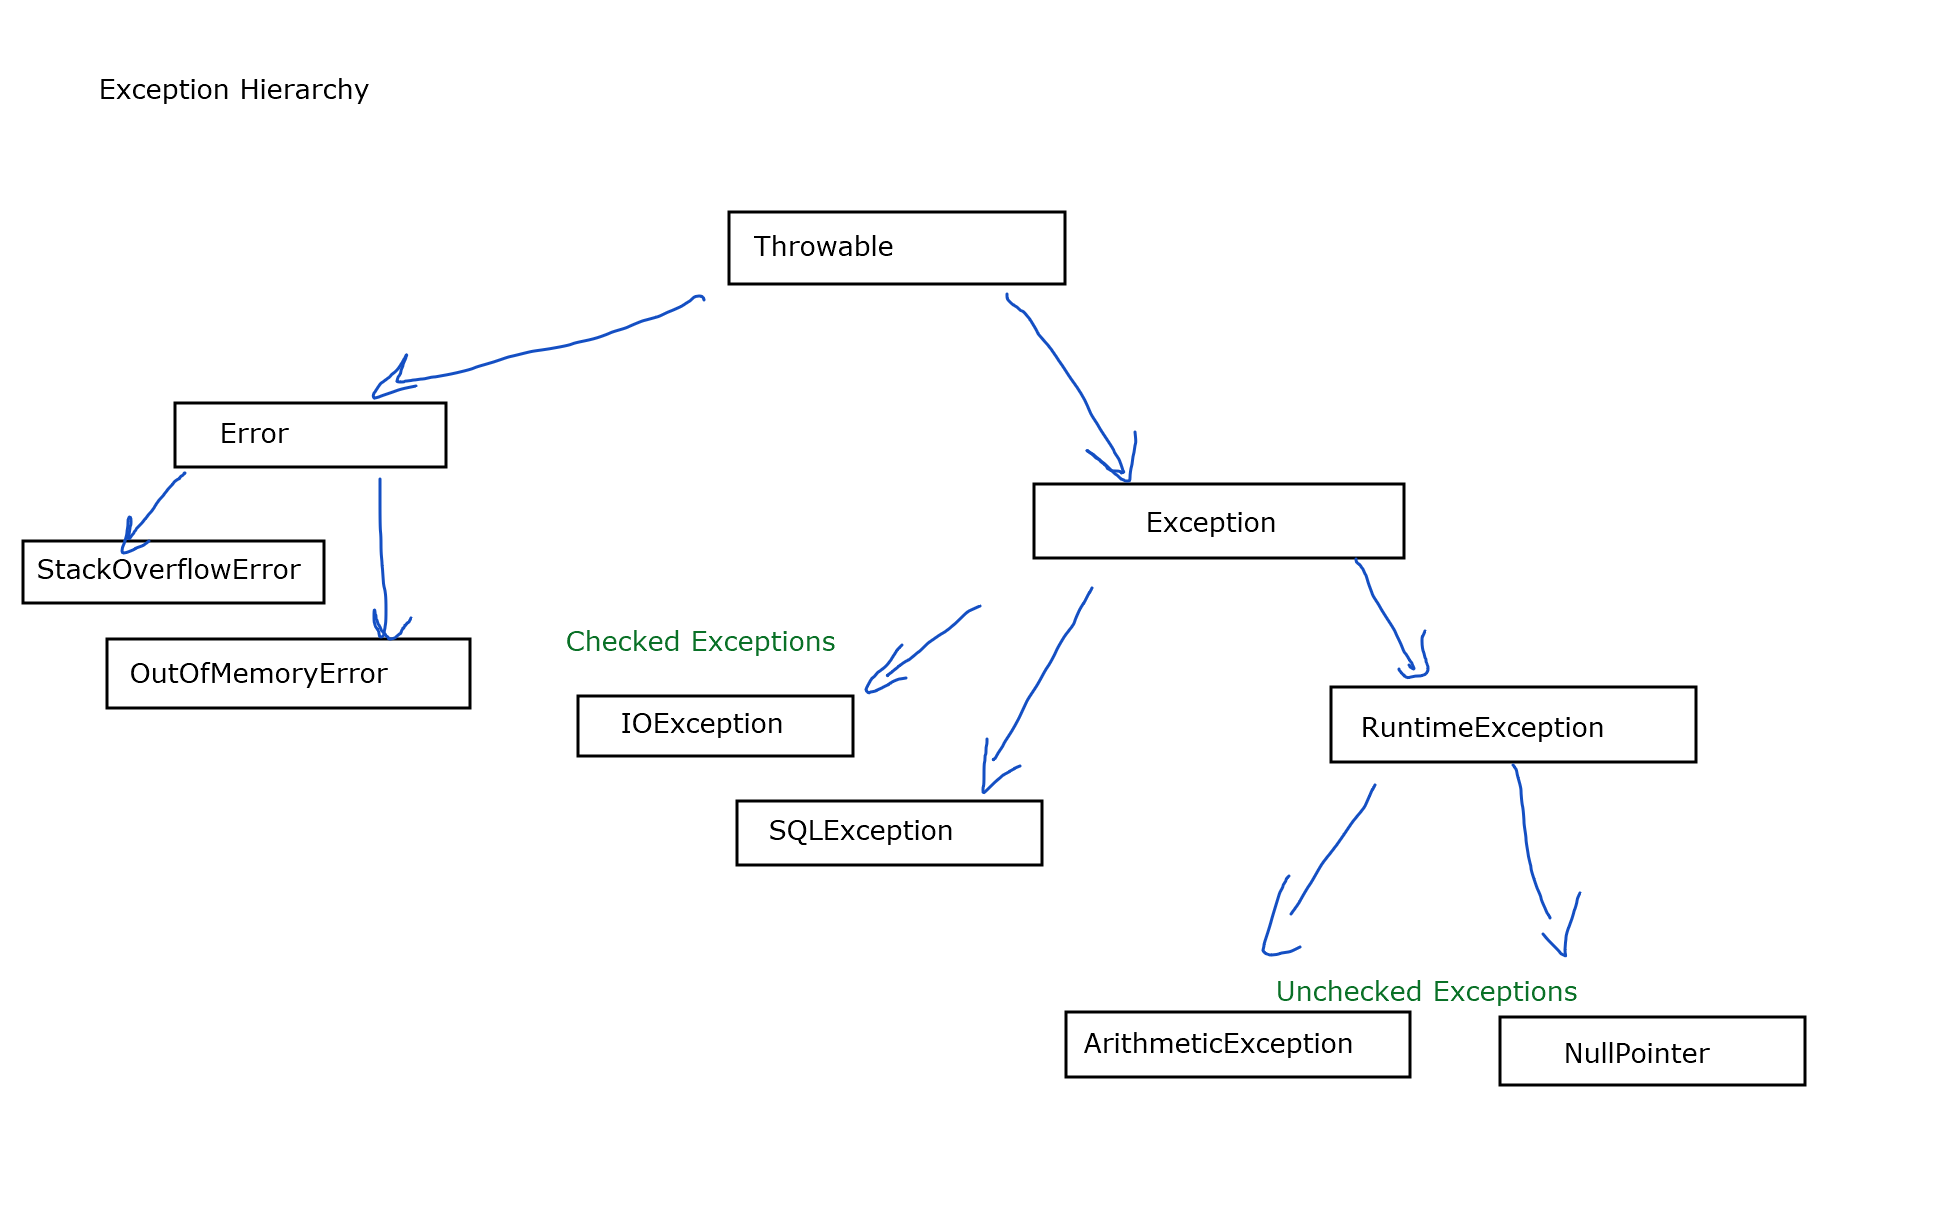 Exception Hierarchy
Throwable
Error
Exception
StackOverflowError
OutOfMemoryError
Checked Exceptions
IOException
SQLException
RuntimeException
Unchecked Exceptions
ArithmeticException
NullPointer